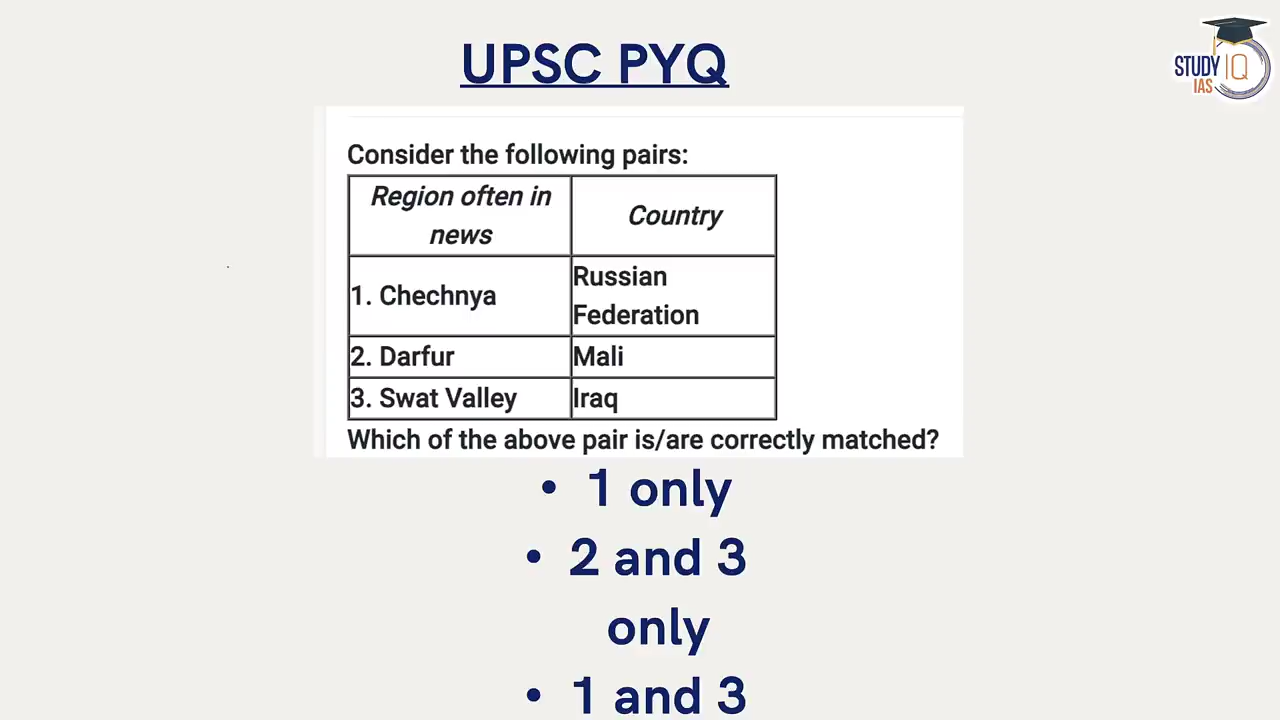 UPSC PYQ
STUDY IQ
IAS
Consider the following pairs:
Region often in
news
Country
1. Chechnya
Russian
Federation
2. Darfur
Mali
3. Swat Valley
Iraq
Which of the above pair is/are correctly matched?
• 1 only
• 2 and 3
only
• 1 and 3